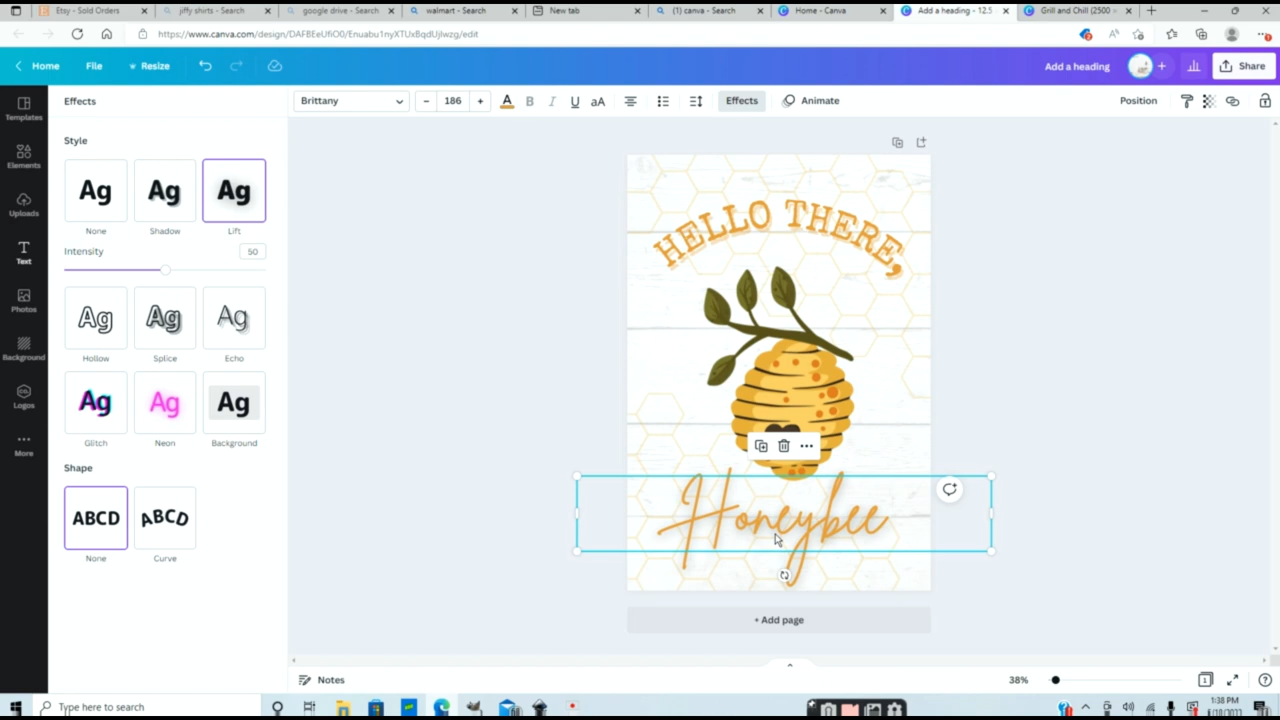 Etsy - Sold Orders
jiffy shirts - Search
google drive - Search
walmart - Search
New tab
(1) canva - Search
Home - Canva
Add a heading - 12.5
Grill and Chill (2500 ×
https://www.canva.com/design/DAFBEeUfiO0/Enuabu1nyXTUxBqdUjlwzg/edit
Home
File
Resize
Add a heading
Share
Templates
Elements
Uploads
Text
Photos
Background
Logos
More
Effects
Brittany
186
A
B
I
U
aA
Effects
Animate
Position
Style
Ag
Ag
Ag
None
Shadow
Lift
Intensity
50
Ag
Ag
Ag
Hollow
Splice
Echo
Ag
Ag
Ag
Glitch
Neon
Background
Shape
ABCD
ABCD
None
Curve
HELLO THERE,
Honeybee
+ Add page
Notes
38%
1
Type here to search
1:38 PM